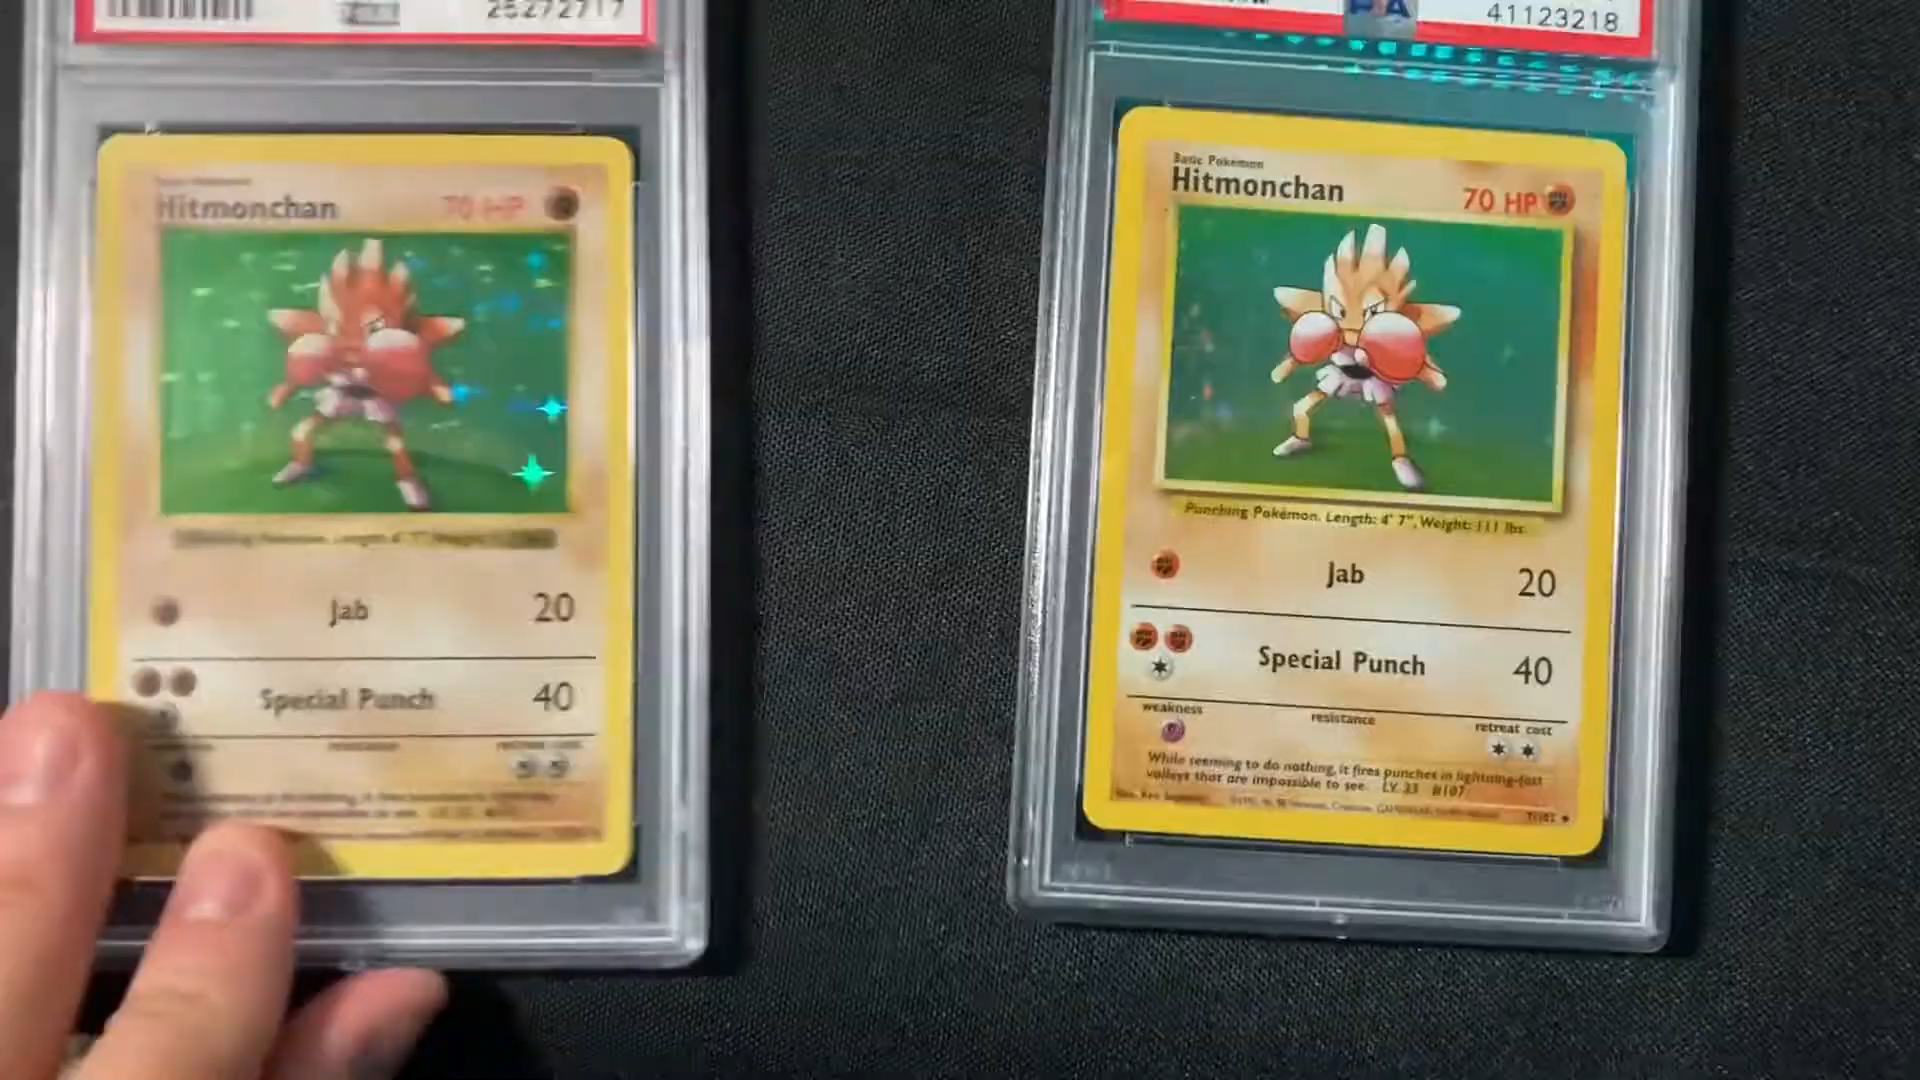 25272717
Hitmonchan
70 HP
Jab
20
Special Punch
40
41123218
Basic Pokémon
Hitmonchan
70 HP
Punching Pokémon. Length: 4' 7", Weight: 111 lbs.
Jab
20
Special Punch
40
weakness
resistance
retreat cost
While seeming to do nothing, it fires punches in lightning-fast
volleys that are impossible to see. LV. 33 #107
7/102